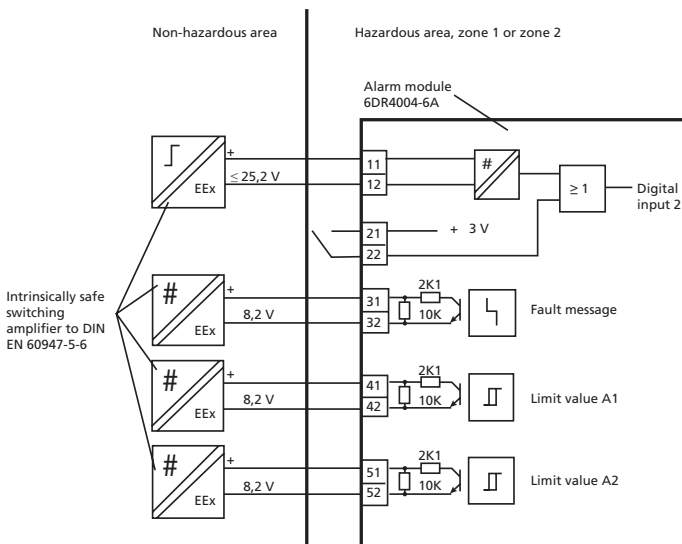 Non-hazardous area
Hazardous area, zone 1 or zone 2
Alarm module
6DR4004-6A
+
≤ 25,2 V
EEx
11
12
#
≥ 1
Digital
input 2
21
22
+ 3 V
Intrinsically safe
switching
amplifier to DIN
EN 60947-5-6
#
+
8,2 V
EEx
31
32
2K1
10K
Fault message
#
+
8,2 V
EEx
41
42
2K1
10K
Limit value A1
#
+
8,2 V
EEx
51
52
2K1
10K
Limit value A2